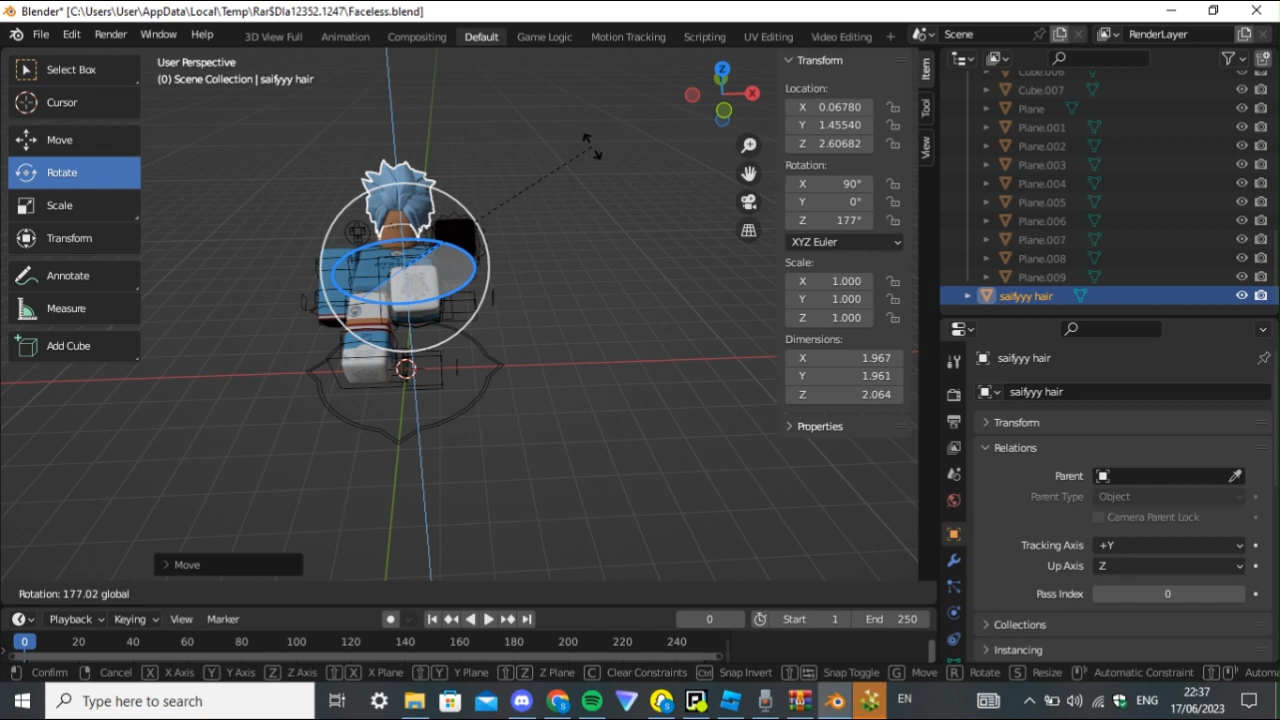 Blender* [C:\Users\User\AppData\Local\Temp\Rar$DIa12352.1247\Faceless.blend]
File Edit Render Window Help
3D View Full Animation Compositing Default Game Logic Motion Tracking Scripting UV Editing Video Editing +
Scene
RenderLayer
Select Box
Cursor
Move
Rotate
Scale
Transform
Annotate
Measure
Add Cube
User Perspective
(0) Scene Collection | saifyyy hair
Z
X
Transform
Location:
X 0.06780
Y 1.45540
Z 2.60682
Rotation:
X 90°
Y 0°
Z 177°
XYZ Euler
Scale:
X 1.000
Y 1.000
Z 1.000
Dimensions:
X 1.967
Y 1.961
Z 2.064
Properties
Item
Tool
View
Cube.006
Cube.007
Plane
Plane.001
Plane.002
Plane.003
Plane.004
Plane.005
Plane.006
Plane.007
Plane.008
Plane.009
saifyyy hair
saifyyy hair
saifyyy hair
Transform
Relations
Parent
Parent Type Object
Camera Parent Lock
Tracking Axis +Y
Up Axis Z
Pass Index 0
Collections
Instancing
Move
Rotation: 177.02 global
Playback Keying View Marker
0
Start 1 End 250
0 20 40 60 80 100 120 140 160 180 200 220 240
Confirm Cancel X X Axis Y Y Axis Z Z Axis X X Plane Y Y Plane Z Z Plane C Clear Constraints Ctrl Snap Invert Snap Toggle G Move R Rotate S Resize Automatic Constraint Automa
Type here to search
EN
ENG
22:37
17/06/2023